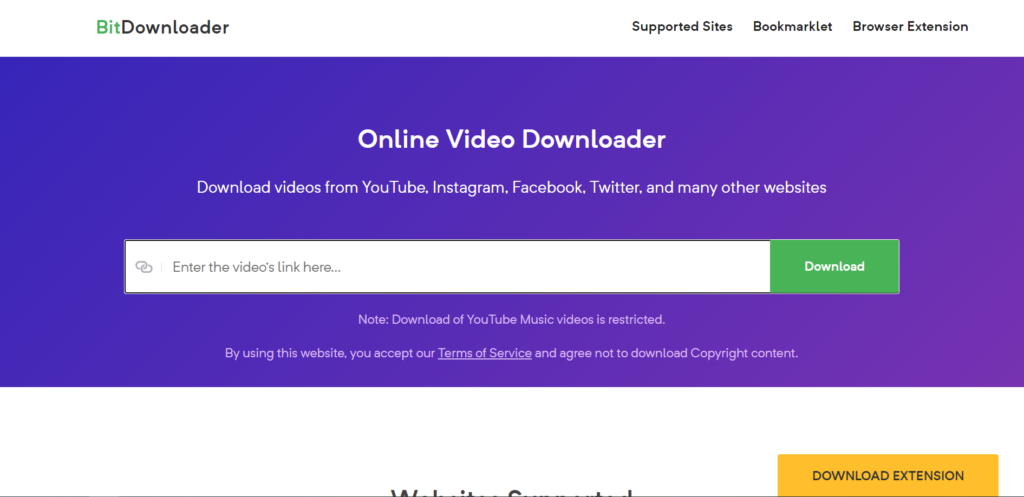 BitDownloader
Supported Sites
Bookmarklet
Browser Extension
Online Video Downloader
Download videos from YouTube, Instagram, Facebook, Twitter, and many other websites
Enter the video's link here...
Download
Note: Download of YouTube Music videos is restricted.
By using this website, you accept our Terms of Service and agree not to download Copyright content.
DOWNLOAD EXTENSION
Websites Supported